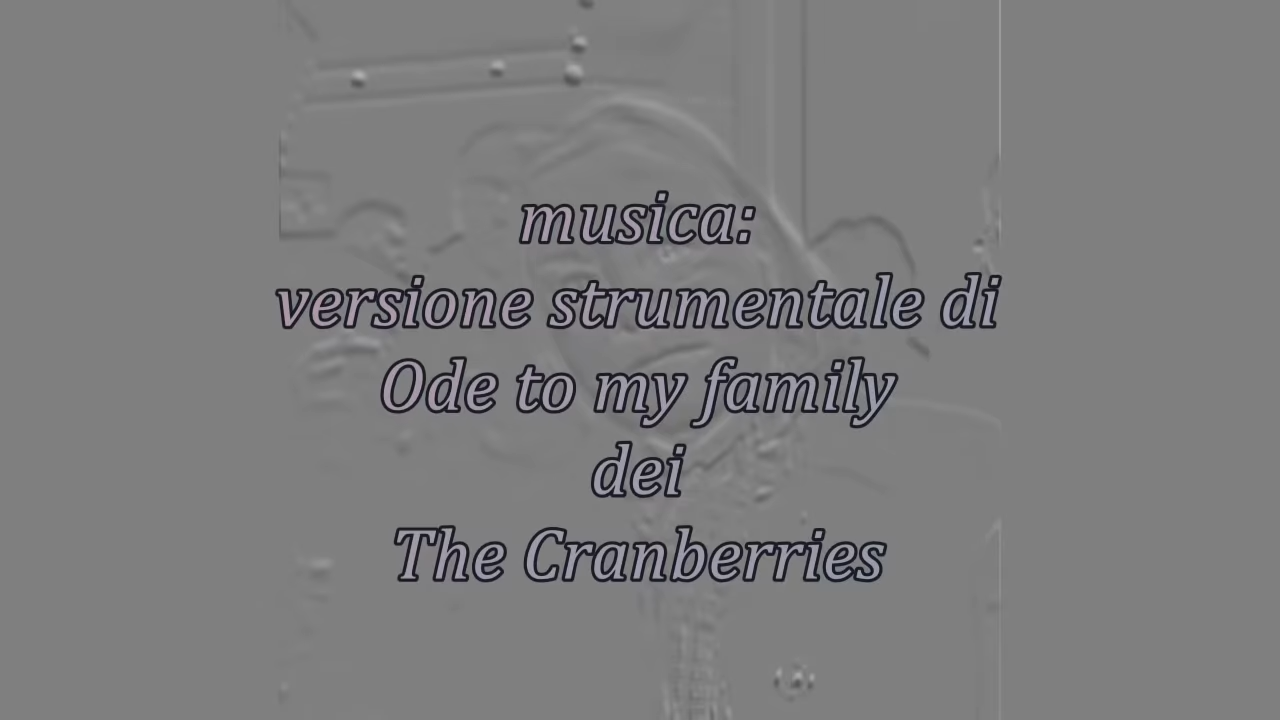 musica:
versione strumentale di
Ode to my family
dei
The Cranberries